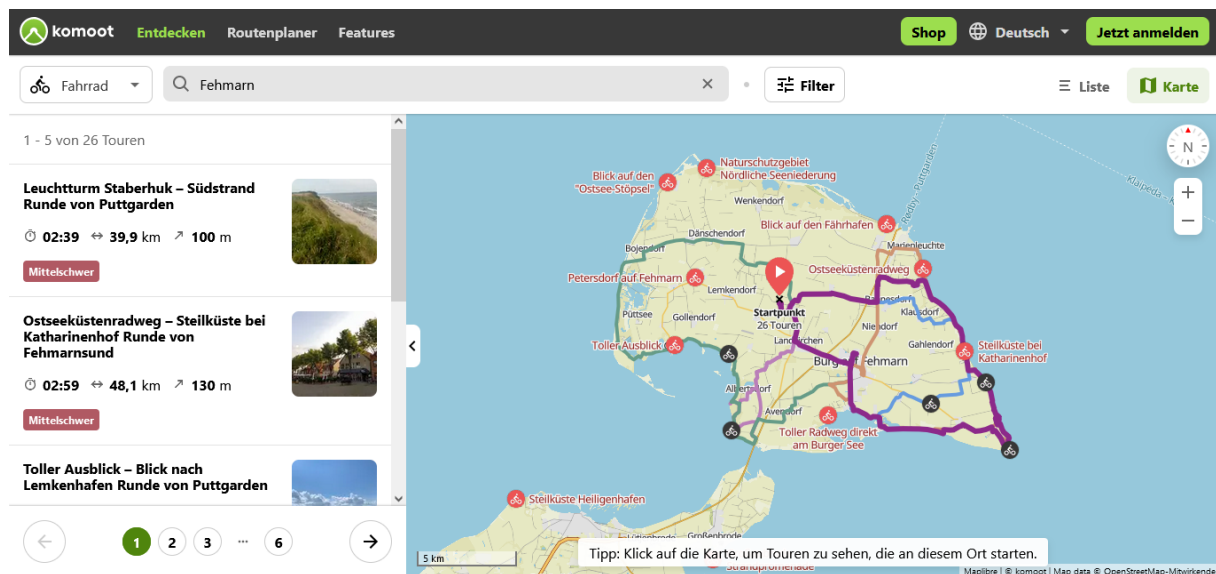 komoot
Entdecken
Routenplaner
Features
Shop
Deutsch
Jetzt anmelden
Fahrrad
Fehmarn
Filter
Liste
Karte
1 - 5 von 26 Touren
Leuchtturm Staberhuk – Südstrand
Runde von Puttgarden
02:39 39,9 km 100 m
Mittelschwer
Ostseeküstenradweg – Steilküste bei
Katharinenhof Runde von
Fehmarnsund
02:59 48,1 km 130 m
Mittelschwer
Toller Ausblick – Blick nach
Lemkenhafen Runde von Puttgarden
1 2 3 ... 6
Naturschutzgebiet
Nördliche Seeniederung
Blick auf den
"Ostsee-Stöpsel"
Wenkendorf
Blick auf den Fährhafen
Rødby - Puttgarden
Klaipeda - K
N
Dänschendorf
Bojendorf
Marienleuchte
Ostseeküstenradweg
Petersdorf auf Fehmarn
Lemkendorf
Startpunkt
26 Touren
Püttsee
Gollendorf
Klausdorf
Niendorf
Landkirchen
Gahlendorf
Steilküste bei
Katharinenhof
Toller Ausblick
Burg auf Fehmarn
Albertsdorf
Avendorf
Toller Radweg direkt
am Burger See
Steilküste Heiligenhafen
Großenbrode
Strandpromenade
5 km
Tipp: Klick auf die Karte, um Touren zu sehen, die an diesem Ort starten.
Maplibre | © komoot | Map data © OpenStreetMap-Mitwirkende